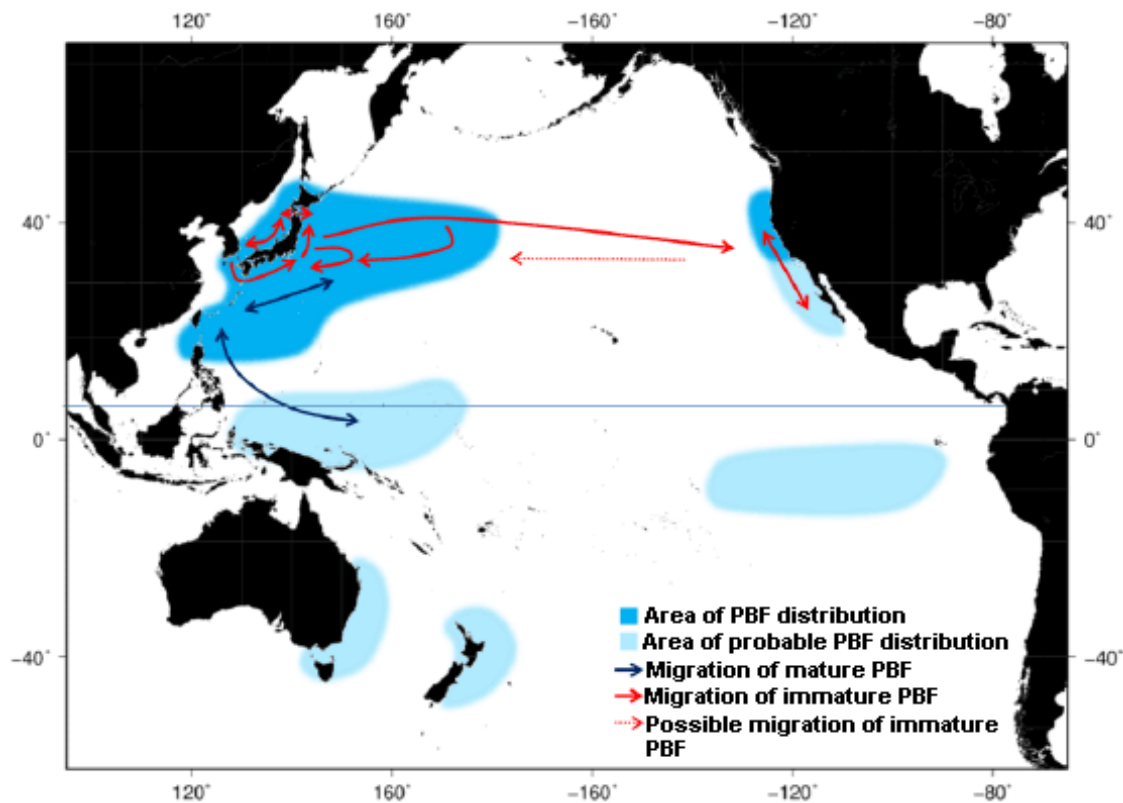 120° 160° −160° −120° −80°
40° 40°
0° 0°
−40° −40°
Area of PBF distribution
Area of probable PBF distribution
Migration of mature PBF
Migration of immature PBF
Possible migration of immature
PBF
120° 160° −160° −120° −80°